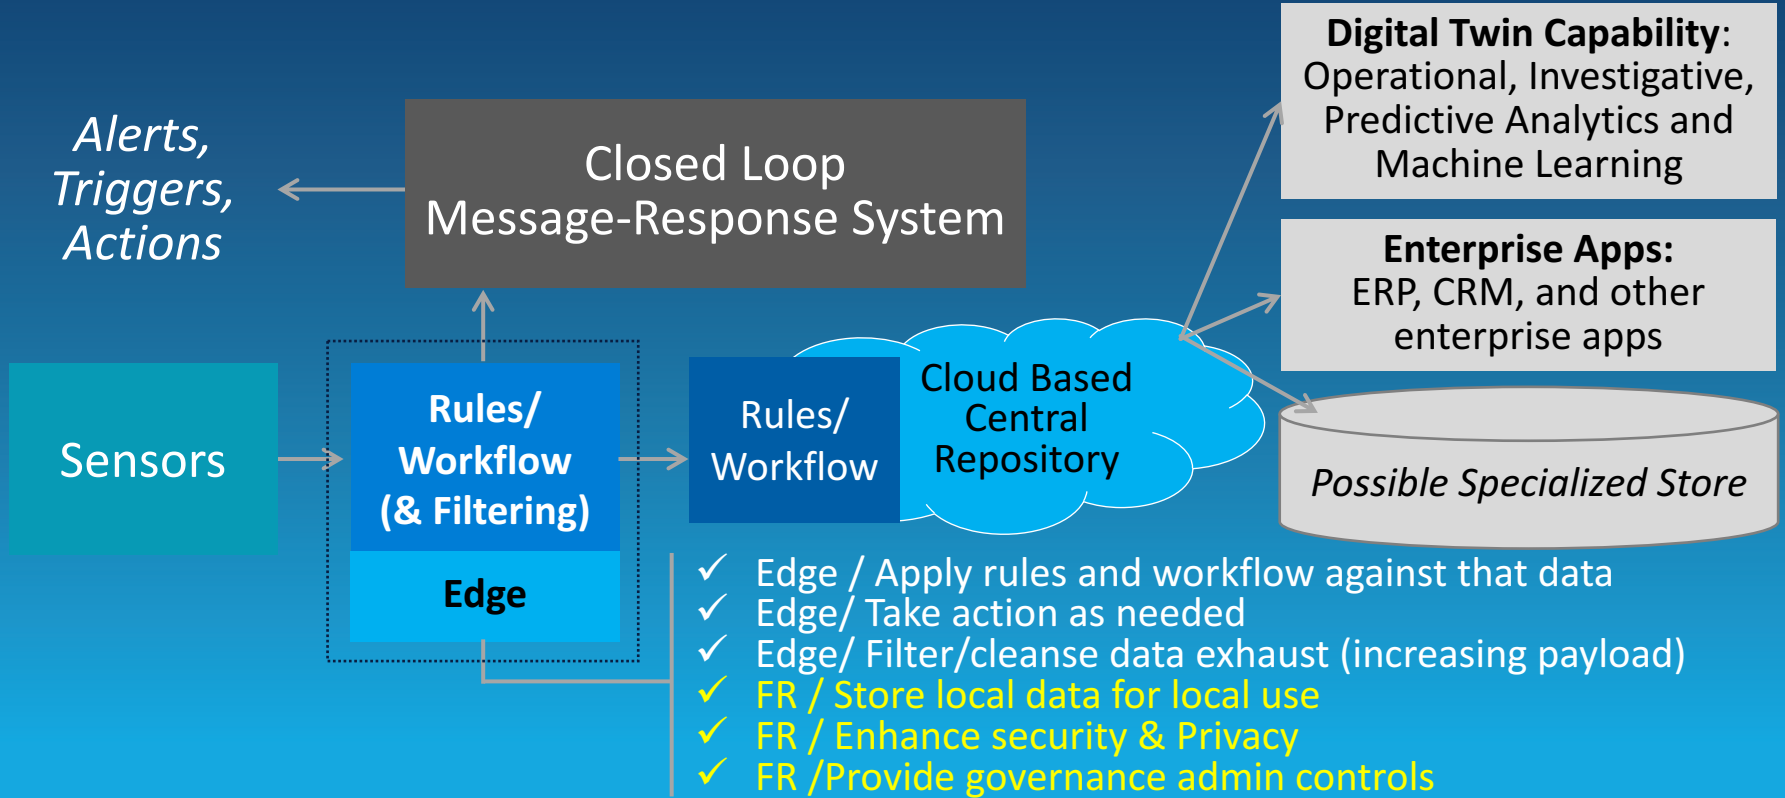 Alerts,
Triggers,
Actions
Closed Loop
Message-Response System
Digital Twin Capability:
Operational, Investigative,
Predictive Analytics and
Machine Learning
Enterprise Apps:
ERP, CRM, and other
enterprise apps
Sensors
Rules/
Workflow
(& Filtering)
Edge
Rules/
Workflow
Cloud Based
Central
Repository
Possible Specialized Store
✓ Edge / Apply rules and workflow against that data
✓ Edge/ Take action as needed
✓ Edge/ Filter/cleanse data exhaust (increasing payload)
✓ FR / Store local data for local use
✓ FR / Enhance security & Privacy
✓ FR /Provide governance admin controls